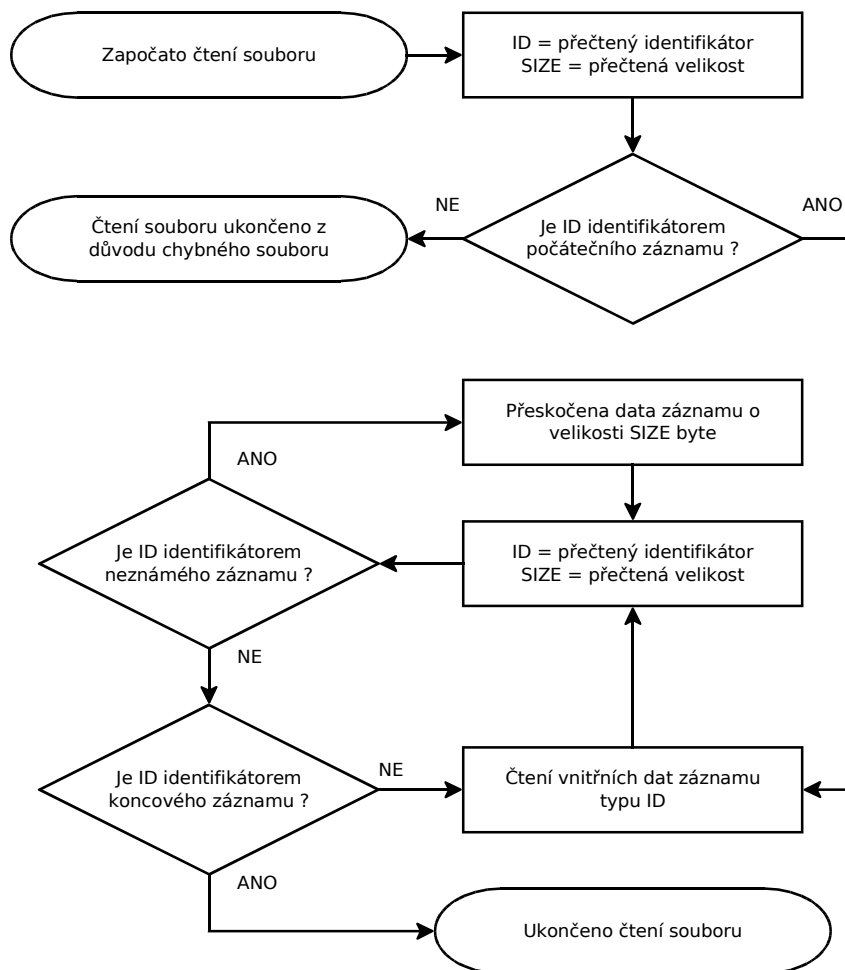 Započato čtení souboru
ID = přečtený identifikátor
SIZE = přečtená velikost
NE
ANO
Čtení souboru ukončeno z
důvodu chybného souboru
Je ID identifikátorem
počátečního záznamu ?
Přeskočena data záznamu o
velikosti SIZE byte
ANO
Je ID identifikátorem
neznámého záznamu ?
ID = přečtený identifikátor
SIZE = přečtená velikost
NE
Je ID identifikátorem
koncového záznamu ?
NE
Čtení vnitřních dat záznamu
typu ID
ANO
Ukončeno čtení souboru